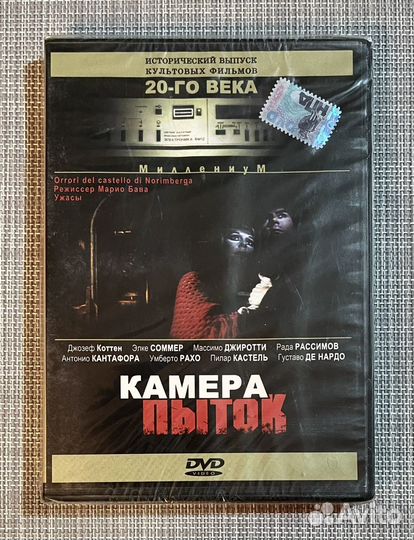 ИСТОРИЧЕСКИЙ ВЫПУСК
КУЛЬТОВЫХ ФИЛЬМОВ
20-ГО ВЕКА
МиллениуМ
Orrori del castello di Norimberga
Режиссер Марио Бава
Ужасы
Джозеф Коттен Элке СОММЕР Массимо ДЖИРОТТИ Рада РАССИМОВ
Антонио КАНТАФОРА Умберто РАХО Пилар КАСТЕЛЬ Густаво ДЕ НАРДО
КАМЕРА
ПЫТОК
DVD
VIDEO
Avito